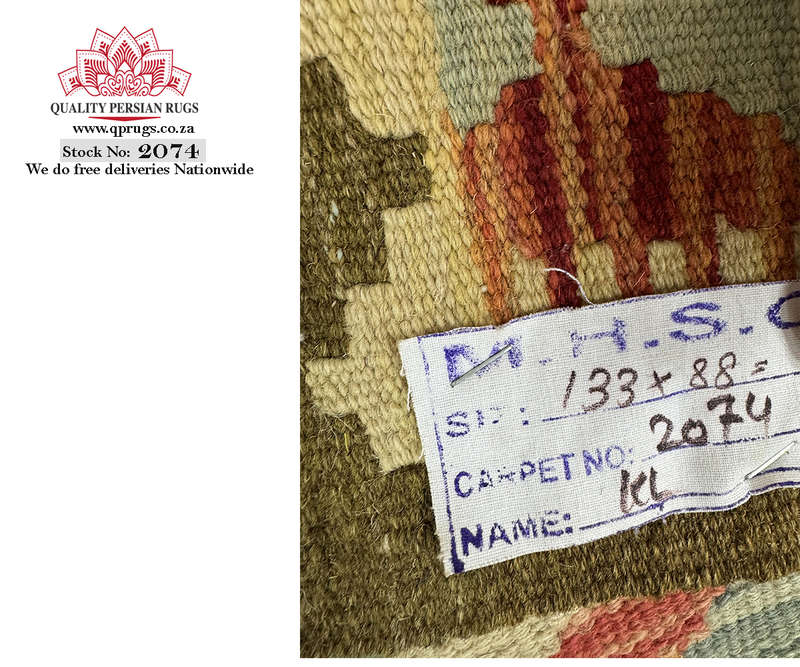 QUALITY PERSIAN RUGS
www.qprugs.co.za
Stock No: 2074
We do free deliveries Nationwide
M.H.S.
133 x 88 =
CARPET NO: 2074
NAME: KL